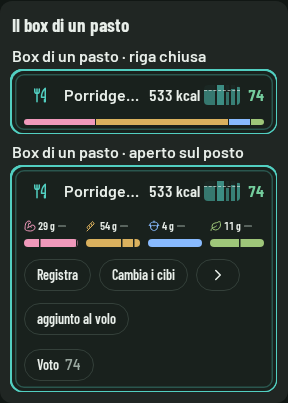 Il box di un pasto
Box di un pasto · riga chiusa
Porridge… 533 kcal 74
Box di un pasto · aperto sul posto
Porridge… 533 kcal 74
29 g — 54 g — 4 g — 11 g —
Registra Cambia i cibi
aggiunto al volo
Voto 74